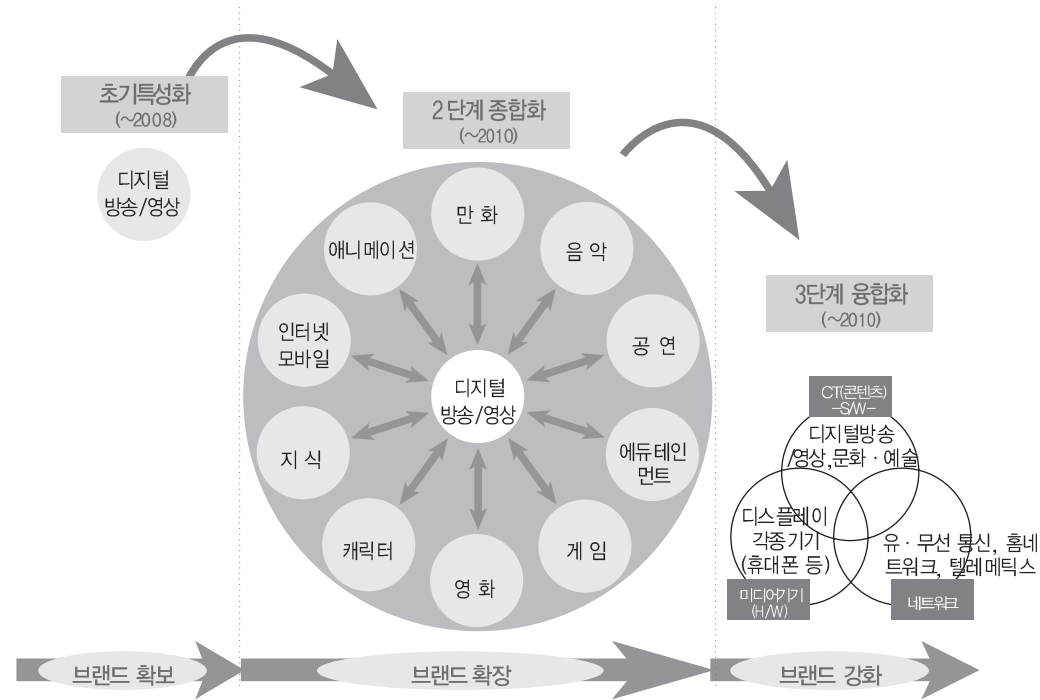 초기특성화
(~2008)
디지털
방송/영상
2단계 종합화
(~2010)
만 화
음 악
공 연
에듀테인
먼트
게 임
영 화
캐릭터
지 식
인터넷
모바일
애니메이션
디지털
방송/영상
3단계 융합화
(~2010)
CT(콘텐츠)
-S/W-
디지털방송
/영상,문화 · 예술
디스플레이
각종기기
(휴대폰 등)
미디어기기
(H/W)
유 · 무선 통신, 홈네
트워크, 텔레메틱스
네트워크
브랜드 확보
브랜드 확장
브랜드 강화